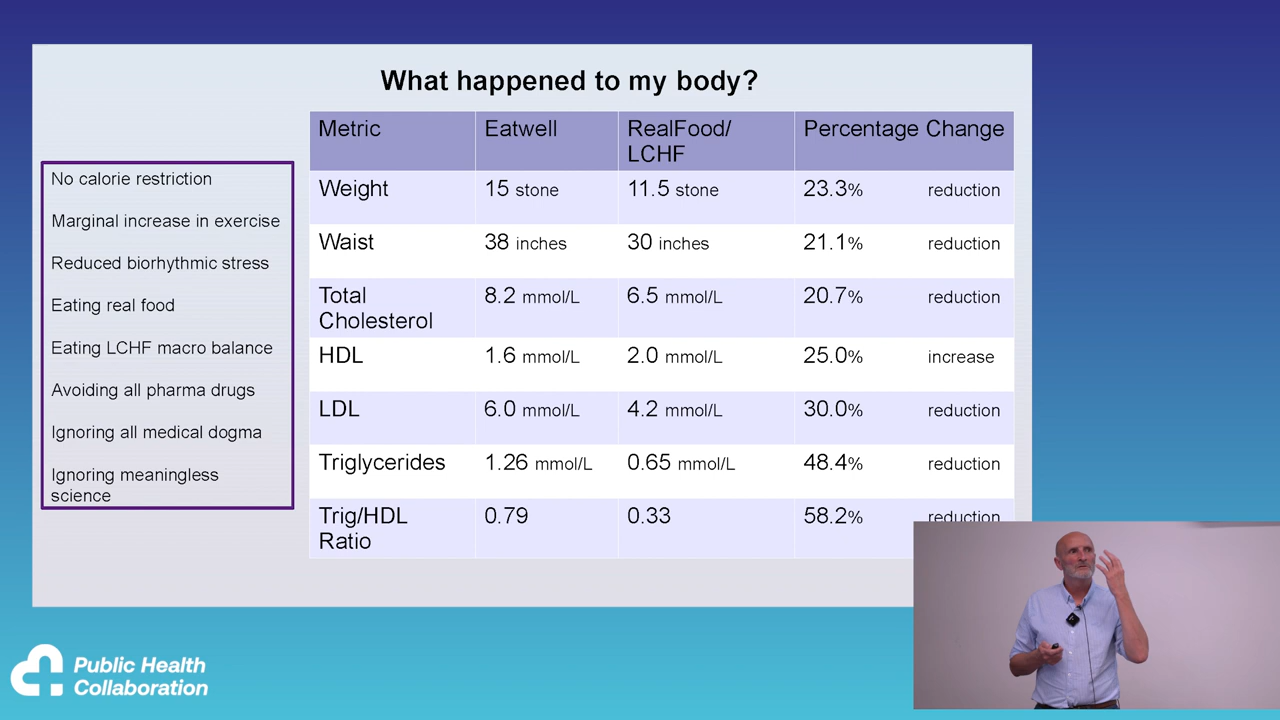 What happened to my body?
No calorie restriction
Marginal increase in exercise
Reduced biorhythmic stress
Eating real food
Eating LCHF macro balance
Avoiding all pharma drugs
Ignoring all medical dogma
Ignoring meaningless
science
Metric Eatwell RealFood/ Percentage Change
LCHF
Weight 15 stone 11.5 stone 23.3% reduction
Waist 38 inches 30 inches 21.1% reduction
Total 8.2 mmol/L 6.5 mmol/L 20.7% reduction
Cholesterol
HDL 1.6 mmol/L 2.0 mmol/L 25.0% increase
LDL 6.0 mmol/L 4.2 mmol/L 30.0% reduction
Triglycerides 1.26 mmol/L 0.65 mmol/L 48.4% reduction
Trig/HDL 0.79 0.33 58.2% reduction
Ratio
Public Health
Collaboration